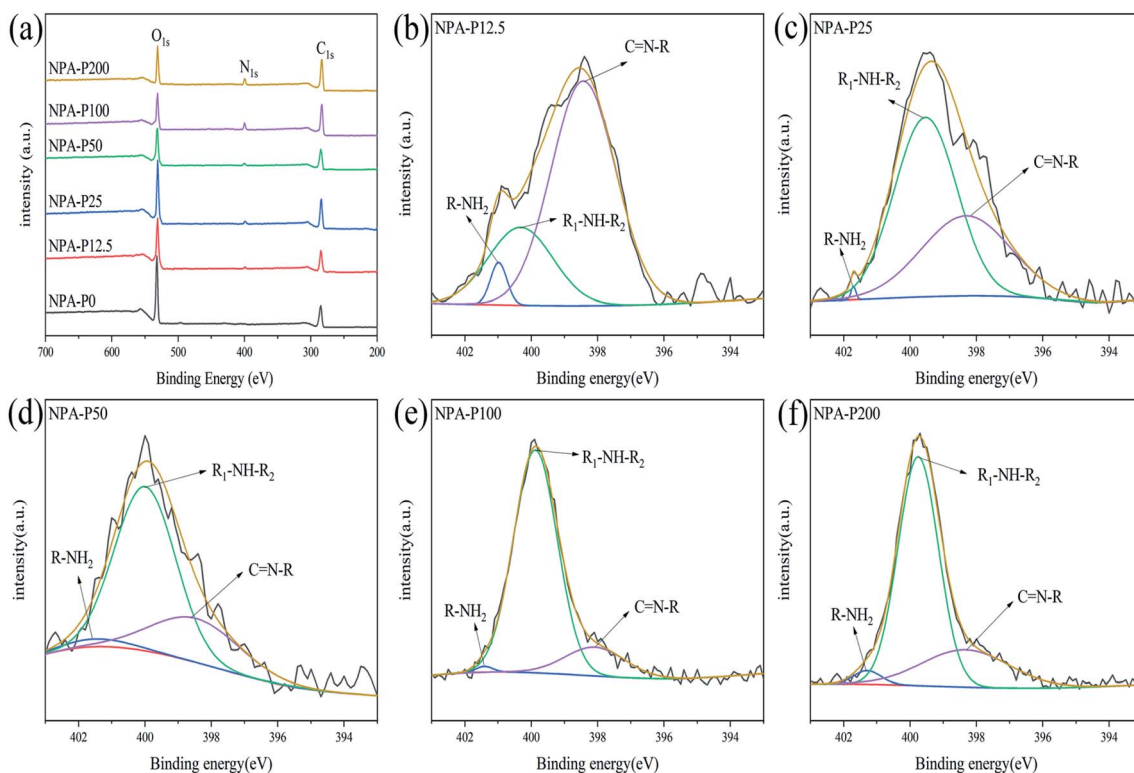 (a)
O1s
N1s
C1s
NPA-P200
NPA-P100
NPA-P50
NPA-P25
NPA-P12.5
NPA-P0
intensity (a.u.)
700 600 500 400 300 200
Binding Energy (eV)
(b)
NPA-P12.5
C=N-R
R-NH2
R1-NH-R2
intensity (a.u.)
402 400 398 396 394
Binding energy(eV)
(c)
NPA-P25
R1-NH-R2
C=N-R
R-NH2
intensity (a.u.)
402 400 398 396 394
Binding energy(eV)
(d)
NPA-P50
R1-NH-R2
R-NH2
C=N-R
intensity(a.u.)
402 400 398 396 394
Binding energy(eV)
(e)
NPA-P100
R1-NH-R2
R-NH2
C=N-R
intensity(a.u.)
402 400 398 396 394
Binding energy(eV)
(f)
NPA-P200
R1-NH-R2
R-NH2
C=N-R
intensity(a.u.)
402 400 398 396 394
Binding energy(eV)